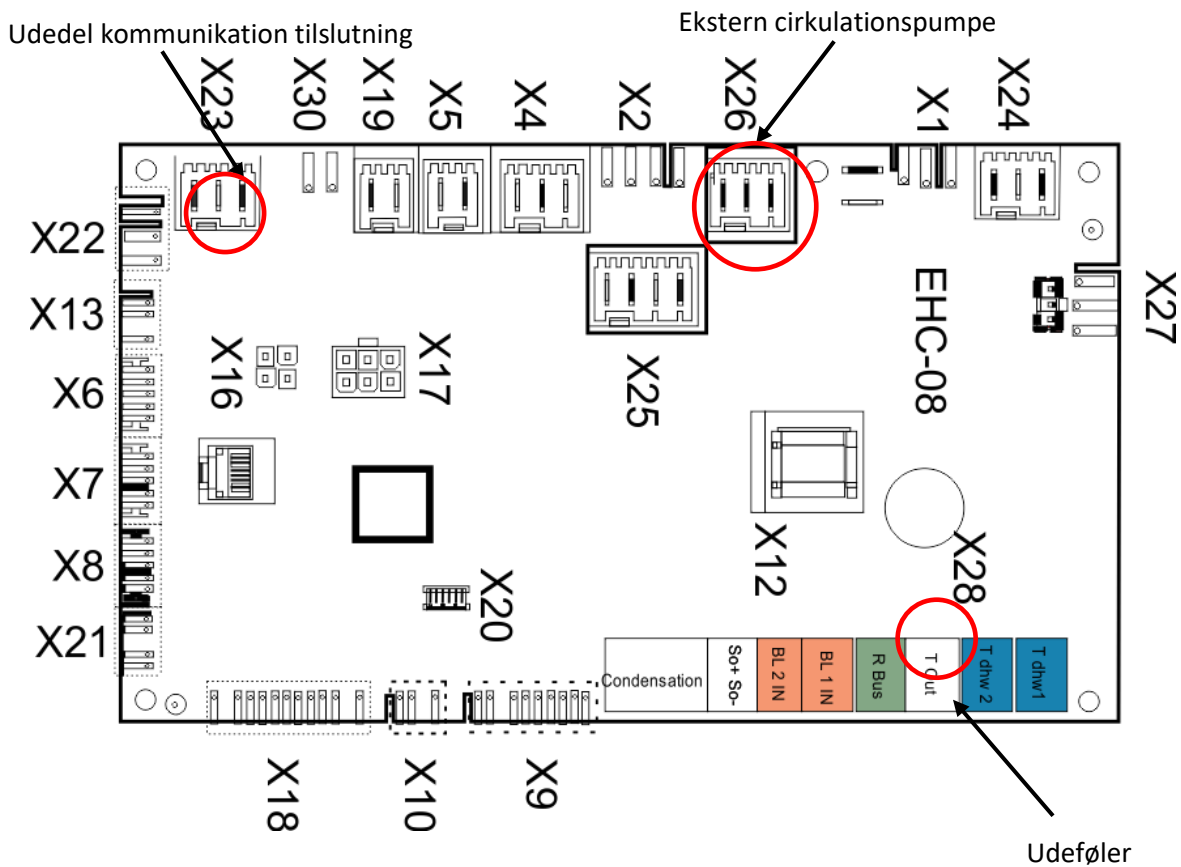 Ekstern cirkulationspumpe
Udedel kommunikation tilslutning
X23
X30
X19
X5
X4
X2
X26
X1
X24
X22
X13
X6
X7
X8
X21
X16
X17
X25
EHC-08
X27
X12
X28
X20
Condensation
So+ So-
BL 2 IN
BL 1 IN
R Bus
T Out
T dhw 2
T dhw1
X18
X10
X9
Udeføler